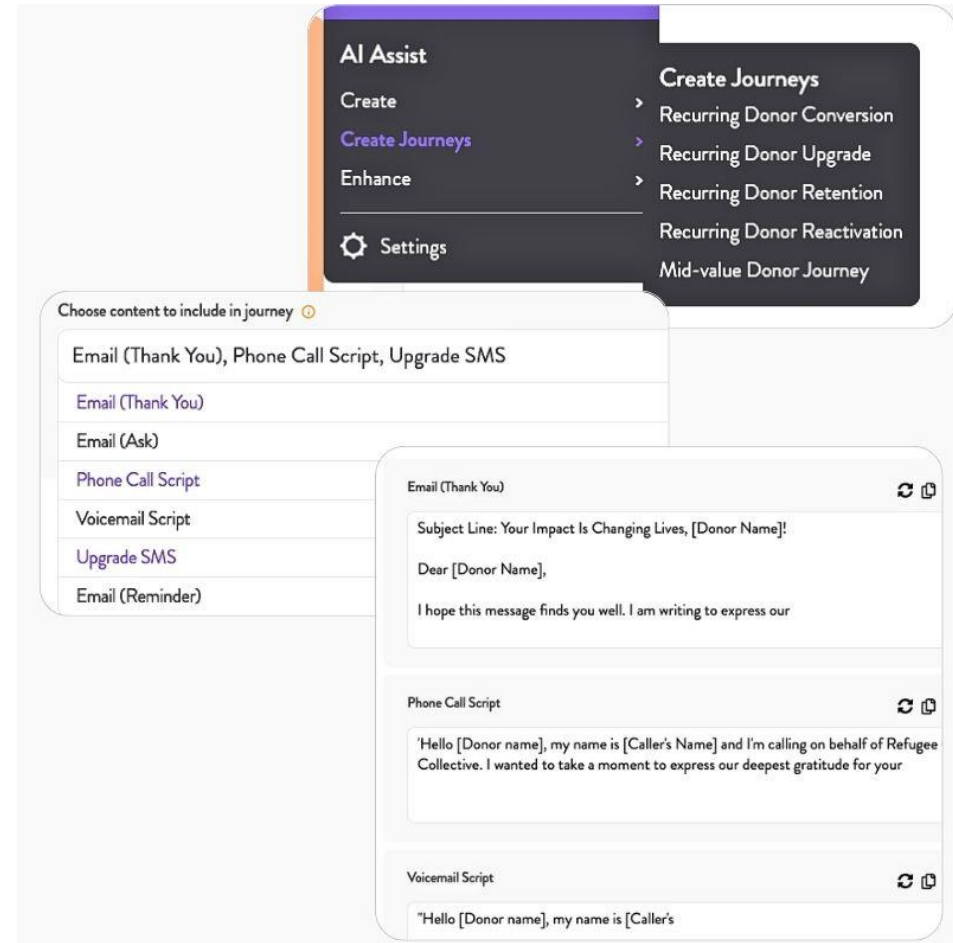 AI Assist
Create
Create Journeys
Enhance
Settings
Create Journeys
Recurring Donor Conversion
Recurring Donor Upgrade
Recurring Donor Retention
Recurring Donor Reactivation
Mid-value Donor Journey
Choose content to include in journey
Email (Thank You), Phone Call Script, Upgrade SMS
Email (Thank You)
Email (Ask)
Phone Call Script
Voicemail Script
Upgrade SMS
Email (Reminder)
Email (Thank You)
Subject Line: Your Impact Is Changing Lives, [Donor Name]!
Dear [Donor Name],
I hope this message finds you well. I am writing to express our
Phone Call Script
'Hello [Donor name], my name is [Caller's Name] and I'm calling on behalf of Refugee
Collective. I wanted to take a moment to express our deepest gratitude for your
Voicemail Script
"Hello [Donor name], my name is [Caller's